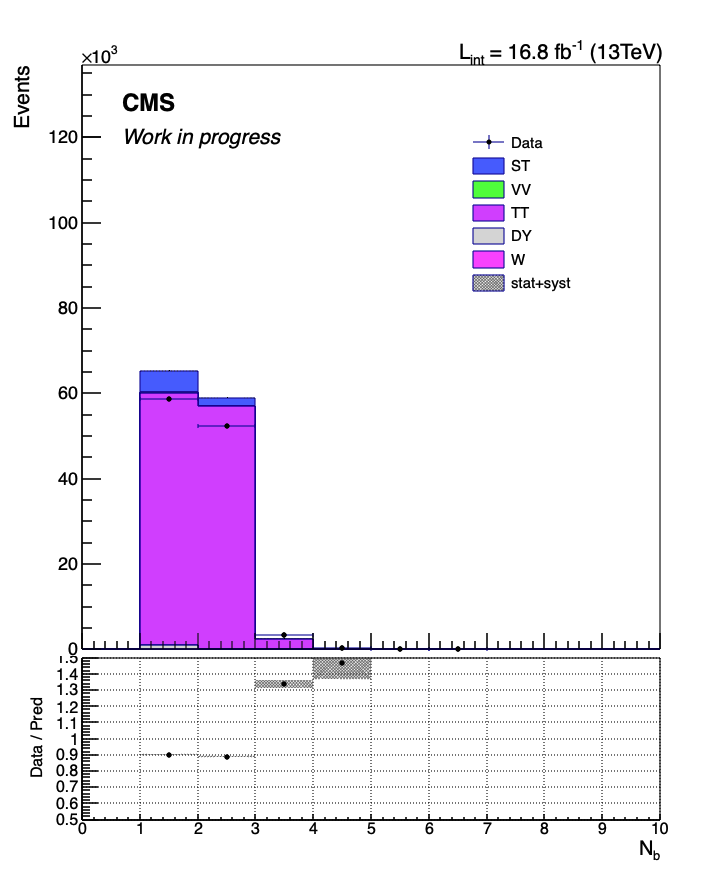 ×10³
L_int = 16.8 fb⁻¹ (13TeV)
Events
CMS
Work in progress
Data
ST
VV
TT
DY
W
stat+syst
120
100
80
60
40
20
0
Data / Pred
1.5
1.4
1.3
1.2
1.1
1
0.9
0.8
0.7
0.6
0.5
0 1 2 3 4 5 6 7 8 9 10
N_b